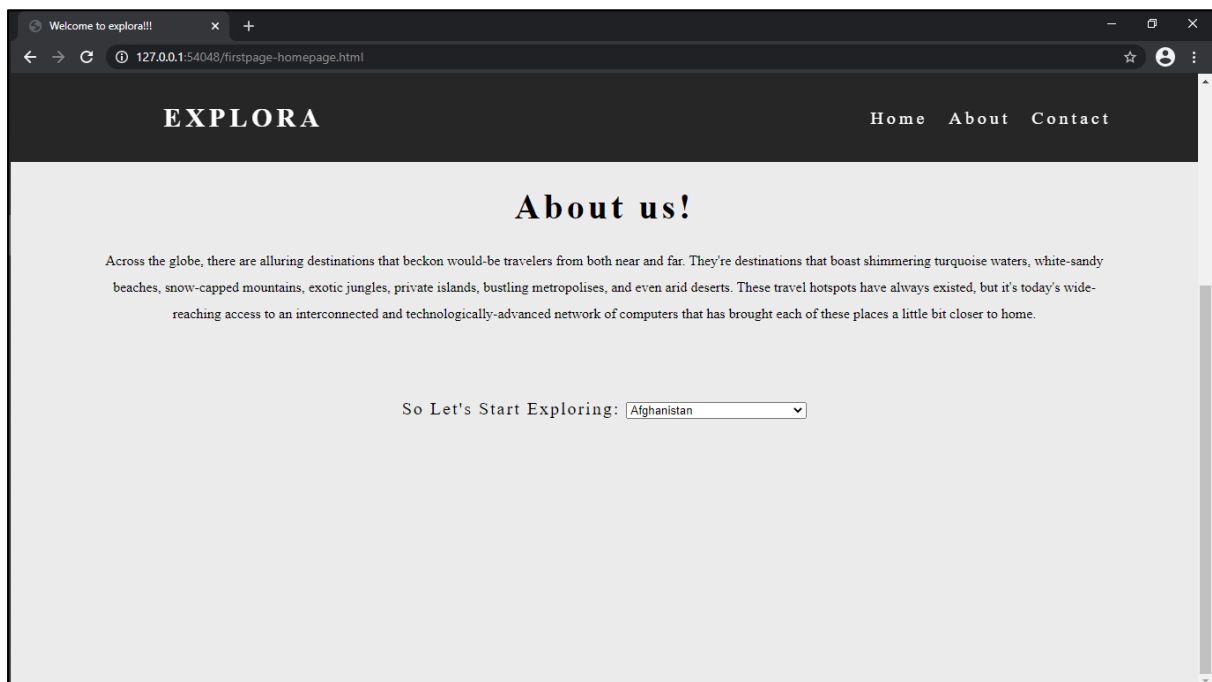 Welcome to explora!!!
127.0.0.1:54048/firstpage-homepage.html
EXPLORA
Home About Contact
About us!
Across the globe, there are alluring destinations that beckon would-be travelers from both near and far. They're destinations that boast shimmering turquoise waters, white-sandy
beaches, snow-capped mountains, exotic jungles, private islands, bustling metropolises, and even arid deserts. These travel hotspots have always existed, but it's today's wide-
reaching access to an interconnected and technologically-advanced network of computers that has brought each of these places a little bit closer to home.
So Let's Start Exploring: Afghanistan